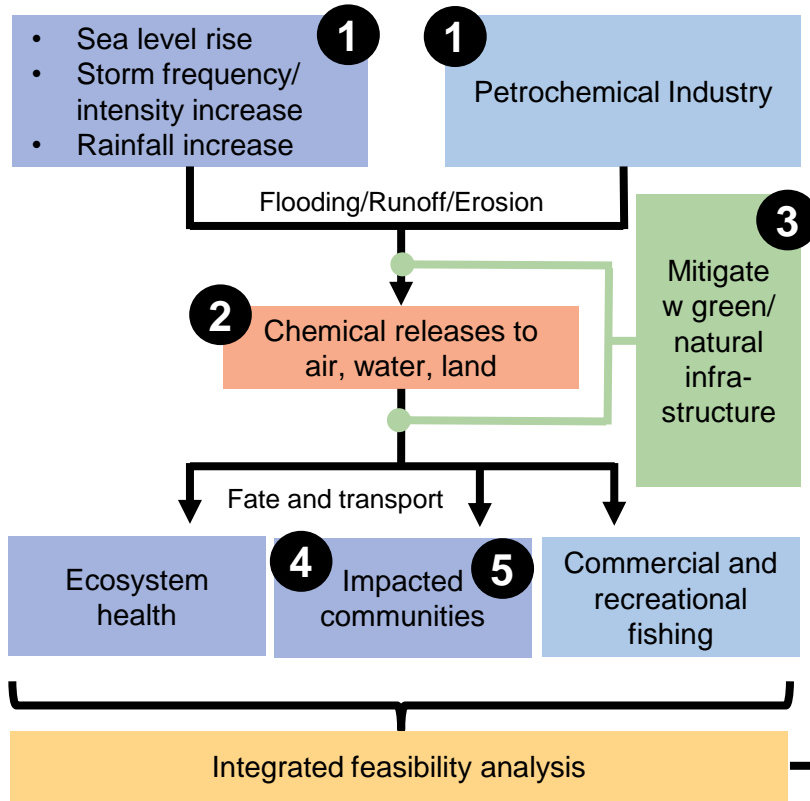 • Sea level rise
• Storm frequency/
intensity increase
• Rainfall increase
1
1
Petrochemical Industry
Flooding/Runoff/Erosion
3
Mitigate
w green/
natural
infra-
structure
2
Chemical releases to
air, water, land
Fate and transport
Ecosystem
health
4
5
Impacted
communities
Commercial and
recreational
fishing
Integrated feasibility analysis